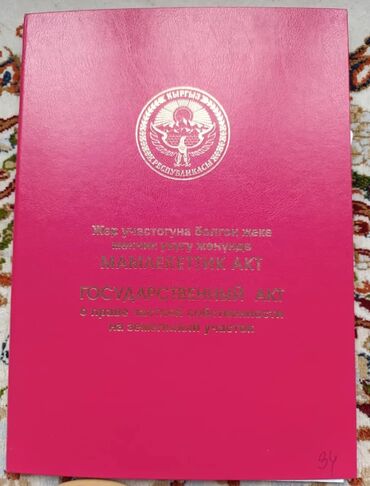 КЫРГЫЗ
РЕСПУБЛИКАСЫ
Жер участогуна болгон жеке
менчик укугу жөнүндө
МАМЛЕКЕТТИК АКТ
ГОСУДАРСТВЕННЫЙ АКТ
о праве частной собственности
на земельный участок
34